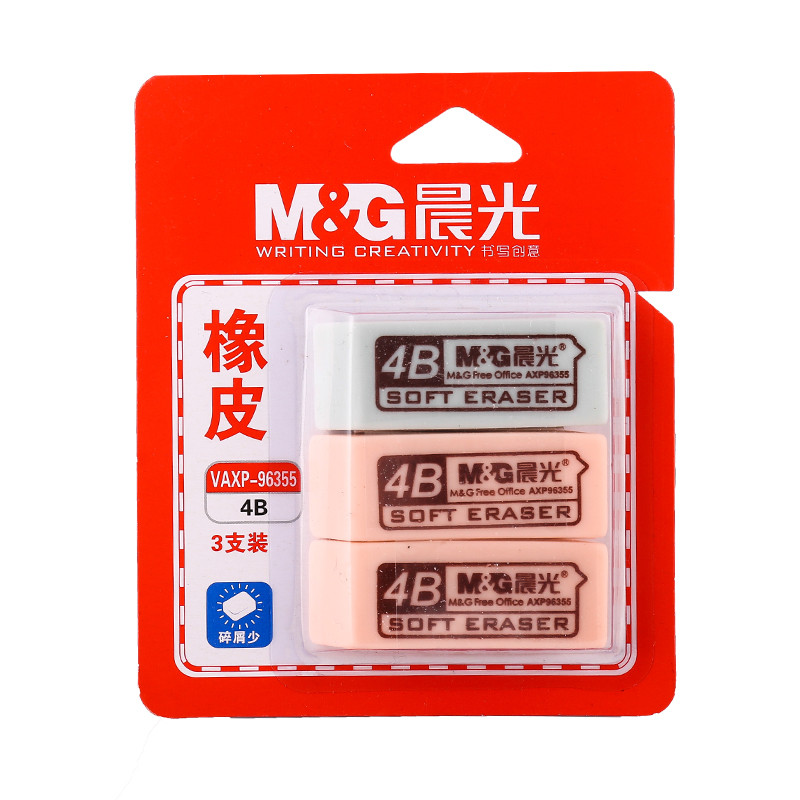 M&G晨光
WRITING CREATIVITY 书写创意
橡皮
VAXP-96355
4B
3支装
碎屑少
4B M&G晨光®
M&G Free Office AXP96355
SOFT ERASER
4B M&G晨光®
M&G Free Office AXP96355
SOFT ERASER
4B M&G晨光®
M&G Free Office AXP96355
SOFT ERASER